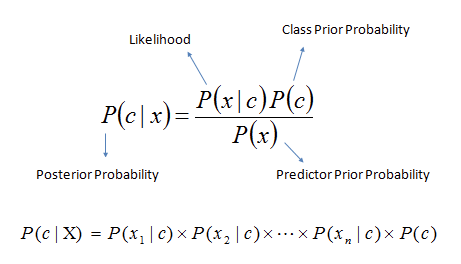 Likelihood
Class Prior Probability
P(c | x) = P(x | c)P(c) / P(x)
Posterior Probability
Predictor Prior Probability
P(c | X) = P(x₁ | c) × P(x₂ | c) × ⋯ × P(xₙ | c) × P(c)